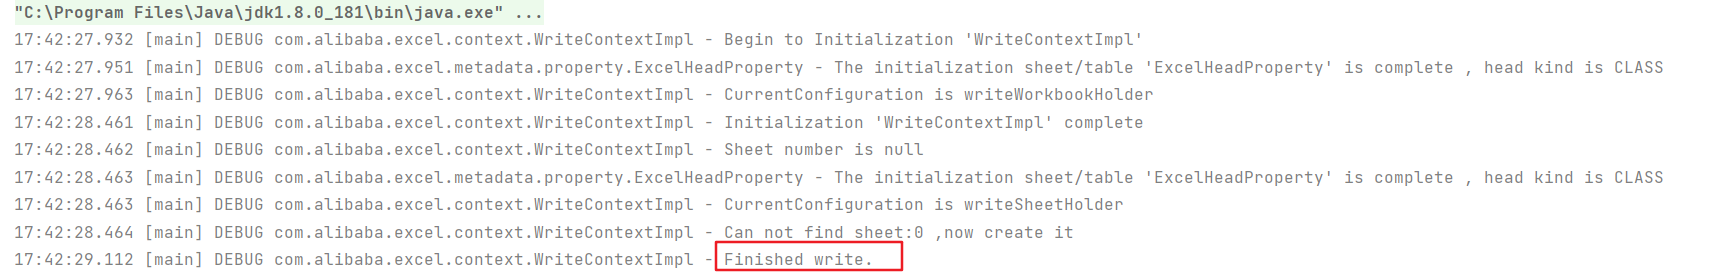 "C:\Program Files\Java\jdk1.8.0_181\bin\java.exe" ...
17:42:27.932 [main] DEBUG com.alibaba.excel.context.WriteContextImpl - Begin to Initialization 'WriteContextImpl'
17:42:27.951 [main] DEBUG com.alibaba.excel.metadata.property.ExcelHeadProperty - The initialization sheet/table 'ExcelHeadProperty' is complete , head kind is CLASS
17:42:27.963 [main] DEBUG com.alibaba.excel.context.WriteContextImpl - CurrentConfiguration is writeWorkbookHolder
17:42:28.461 [main] DEBUG com.alibaba.excel.context.WriteContextImpl - Initialization 'WriteContextImpl' complete
17:42:28.462 [main] DEBUG com.alibaba.excel.context.WriteContextImpl - Sheet number is null
17:42:28.463 [main] DEBUG com.alibaba.excel.metadata.property.ExcelHeadProperty - The initialization sheet/table 'ExcelHeadProperty' is complete , head kind is CLASS
17:42:28.463 [main] DEBUG com.alibaba.excel.context.WriteContextImpl - CurrentConfiguration is writeSheetHolder
17:42:28.464 [main] DEBUG com.alibaba.excel.context.WriteContextImpl - Can not find sheet:0 ,now create it
17:42:29.112 [main] DEBUG com.alibaba.excel.context.WriteContextImpl - Finished write.